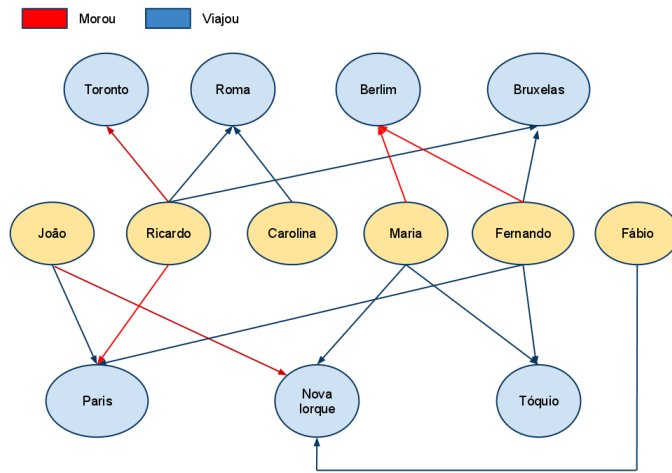 Morou
Viajou
Toronto
Roma
Berlim
Bruxelas
João
Ricardo
Carolina
Maria
Fernando
Fábio
Paris
Nova
Iorque
Tóquio